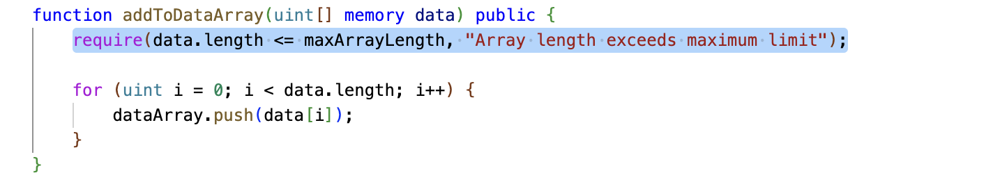 function addToDataArray(uint[] memory data) public {
require(data.length <= maxArrayLength, "Array length exceeds maximum limit");
for (uint i = 0; i < data.length; i++) {
dataArray.push(data[i]);
}
}